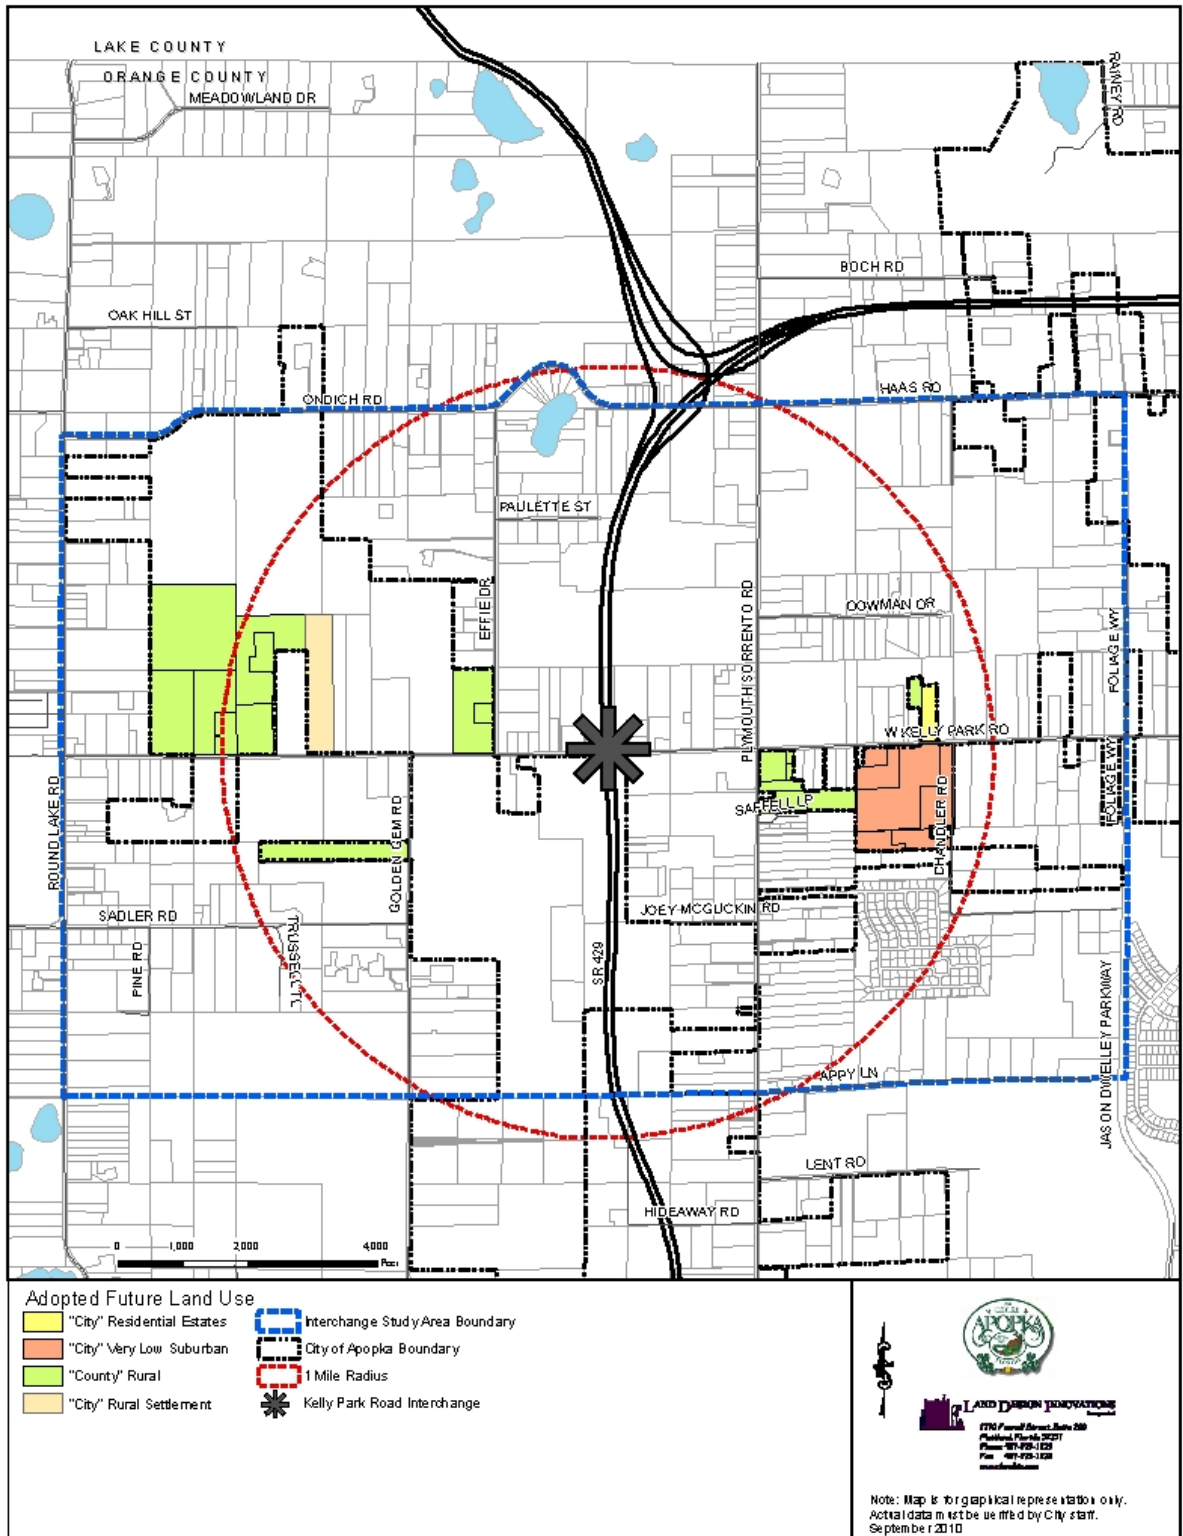 LAKE COUNTY
ORANGE COUNTY
MEADOWLAND DR
RAINEY RD
BOCH RD
OAK HILL ST
ONDICH RD
HAAS RD
PAULETTE ST
EFFIE DR
PLYMOUTH SORRENTO RD
DOWMAN DR
FOLIAGE WY
W KELLY PARK RD
ROUND LAKE RD
GOLDEN GEM RD
SAFFELL LP
CHANDLER RD
FOLIAGE WY
SADLER RD
JOEY-MCGUCKIN RD
PINE RD
SR 429
JASON DWELLEY PARKWAY
APPY LN
LENT RD
HIDEAWAY RD
0 1,000 2,000 4,000
Feet
Adopted Future Land Use
"City" Residential Estates
"City" Very Low Suburban
"County" Rural
"City" Rural Settlement
Interchange Study Area Boundary
City of Apopka Boundary
1 Mile Radius
Kelly Park Road Interchange
APOPKA
LAND DESIGN INNOVATIONS
Note: Map is for graphical representation only.
Actual data must be verified by City staff.
September 2010